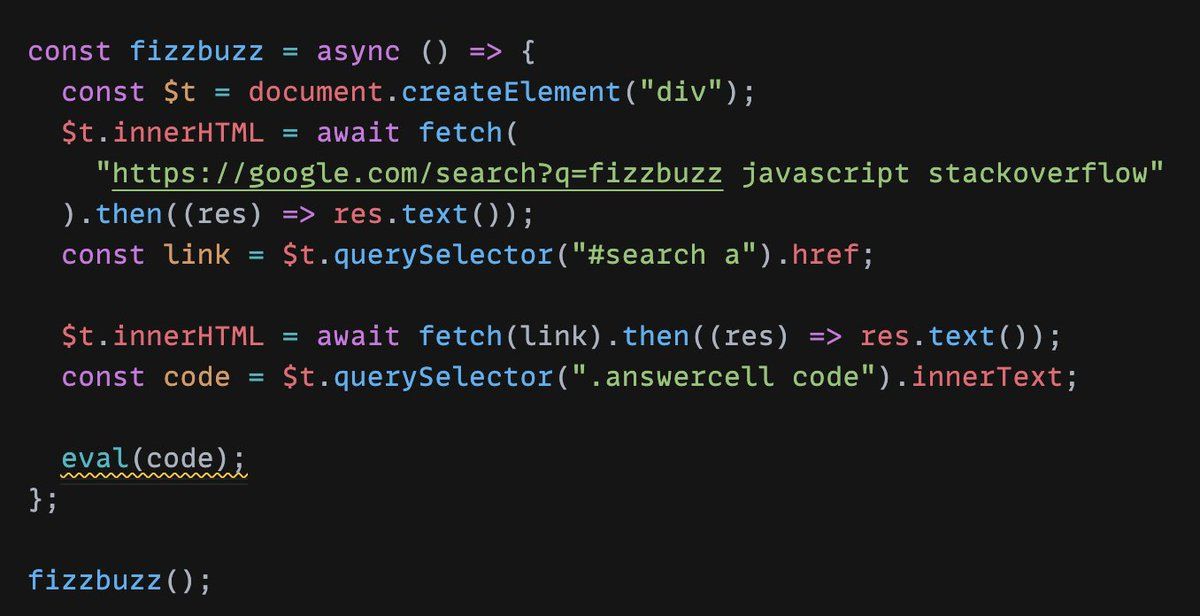 const fizzbuzz = async () => {
  const $t = document.createElement("div");
  $t.innerHTML = await fetch(
    "https://google.com/search?q=fizzbuzz javascript stackoverflow"
  ).then((res) => res.text());
  const link = $t.querySelector("#search a").href;

  $t.innerHTML = await fetch(link).then((res) => res.text());
  const code = $t.querySelector(".answercell code").innerText;

  eval(code);
};

fizzbuzz();